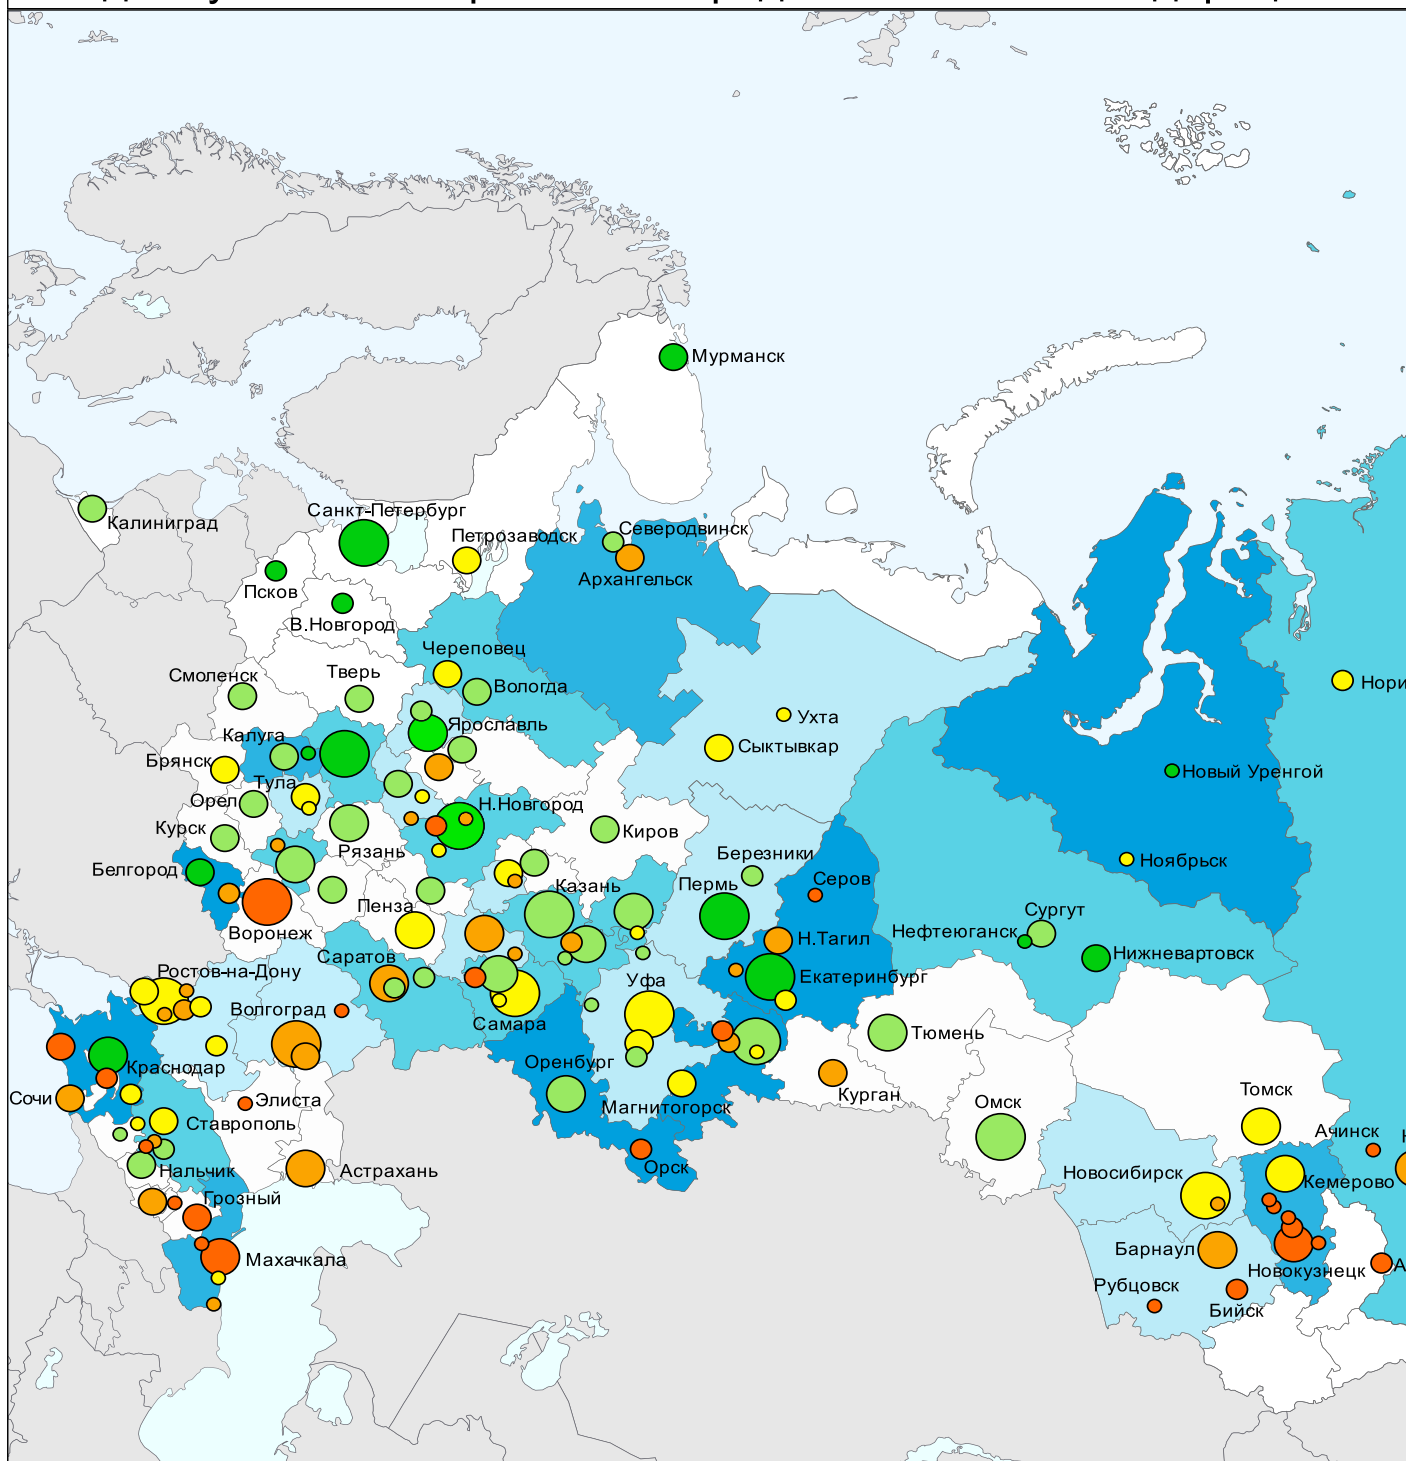 Мурманск
Санкт-Петербург
Калининград
Северодвинск
Петрозаводск
Архангельск
Псков
В.Новгород
Череповец
Тверь
Смоленск
Вологда
Нори
Ухта
Ярославль
Калуга
Сыктывкар
Брянск
Новый Уренгой
Тула
Орел
Н.Новгород
Курск
Киров
Рязань
Березники
Ноябрьск
Белгород
Серов
Казань
Пермь
Пенза
Сургут
Воронеж
Нефтеюганск
Н.Тагил
Нижневартовск
Саратов
Ростов-на-Дону
Екатеринбург
Уфа
Волгоград
Самара
Тюмень
Оренбург
Краснодар
Курган
Томск
Сочи
Элиста
Омск
Магнитогорск
Ставрополь
Ачинск
Орск
Нальчик
Астрахань
Новосибирск
Кемерово
Грозный
Барнаул
Махачкала
А
Новокузнецк
Рубцовск
Бийск